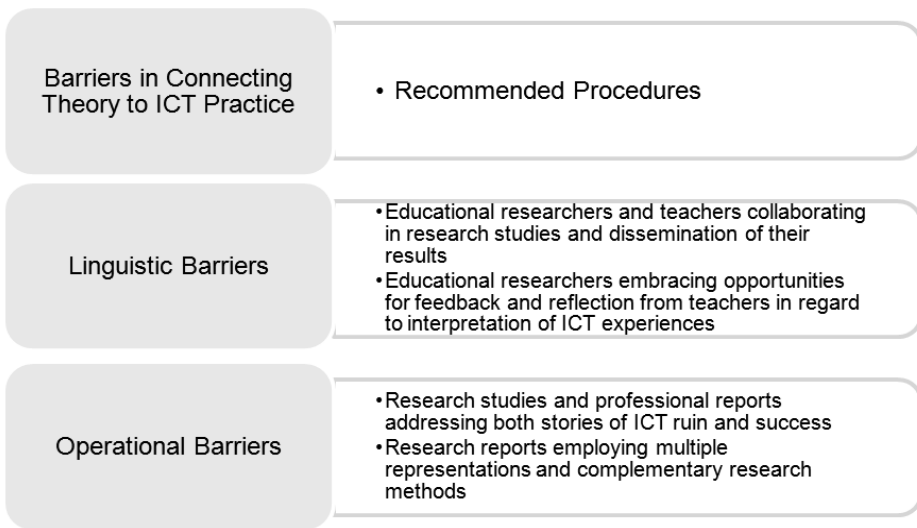 Barriers in Connecting
Theory to ICT Practice
• Recommended Procedures
Linguistic Barriers
•Educational researchers and teachers collaborating
in research studies and dissemination of their
results
•Educational researchers embracing opportunities
for feedback and reflection from teachers in regard
to interpretation of ICT experiences
Operational Barriers
•Research studies and professional reports
addressing both stories of ICT ruin and success
•Research reports employing multiple
representations and complementary research
methods